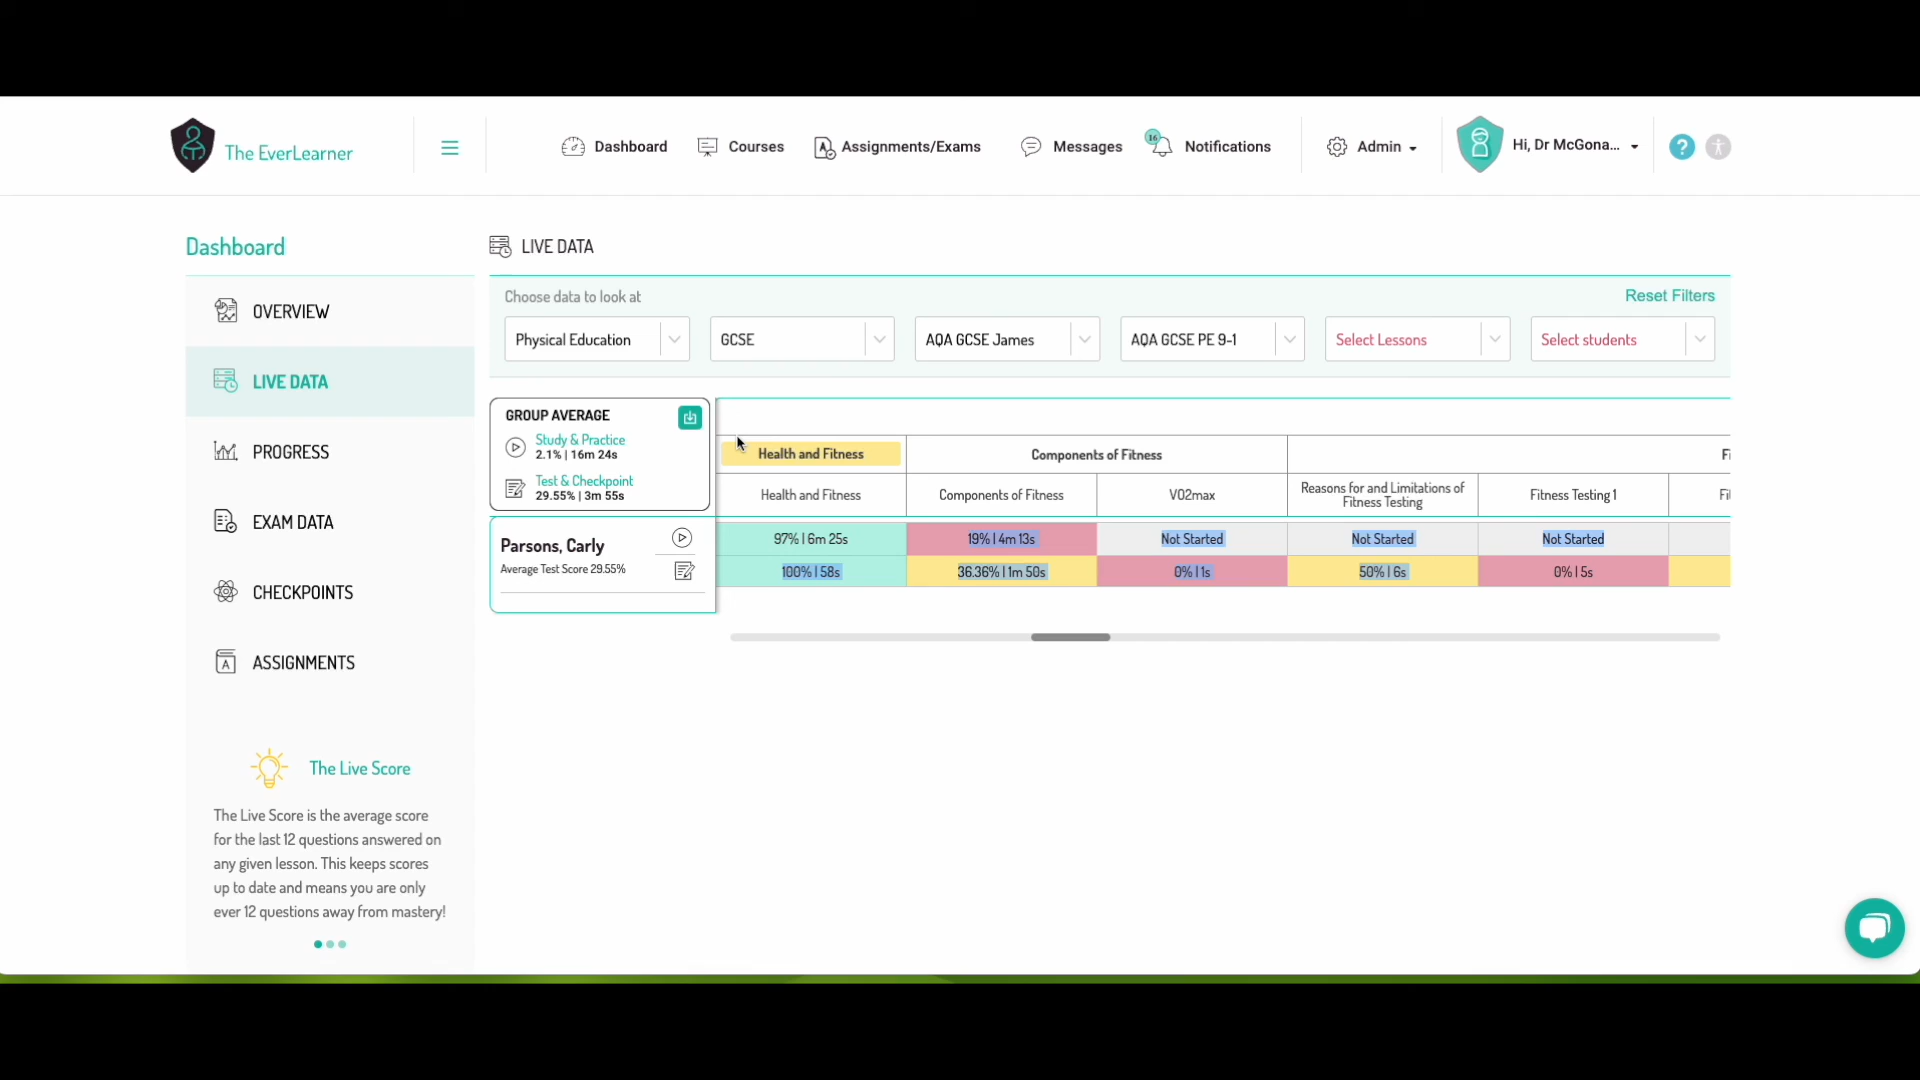 The EverLearner
Dashboard
Courses
Assignments/Exams
Messages
16
Notifications
Admin
Hi, Dr McGona...
?
Dashboard
OVERVIEW
LIVE DATA
PROGRESS
EXAM DATA
CHECKPOINTS
ASSIGNMENTS
The Live Score
The Live Score is the average score
for the last 12 questions answered on
any given lesson. This keeps scores
up to date and means you are only
ever 12 questions away from mastery!
LIVE DATA
Choose data to look at
Reset Filters
Physical Education
GCSE
AQA GCSE James
AQA GCSE PE 9-1
Select Lessons
Select students
GROUP AVERAGE
Study & Practice
2.1% | 16m 24s
Test & Checkpoint
29.55% | 3m 55s
Health and Fitness
Components of Fitness
Fi
Health and Fitness
Components of Fitness
VO2max
Reasons for and Limitations of
Fitness Testing
Fitness Testing 1
Fit
Parsons, Carly
Average Test Score 29.55%
97% | 6m 25s
19% | 4m 13s
Not Started
Not Started
Not Started
100% | 58s
36.36% | 1m 50s
0% | 1s
50% | 6s
0% | 5s